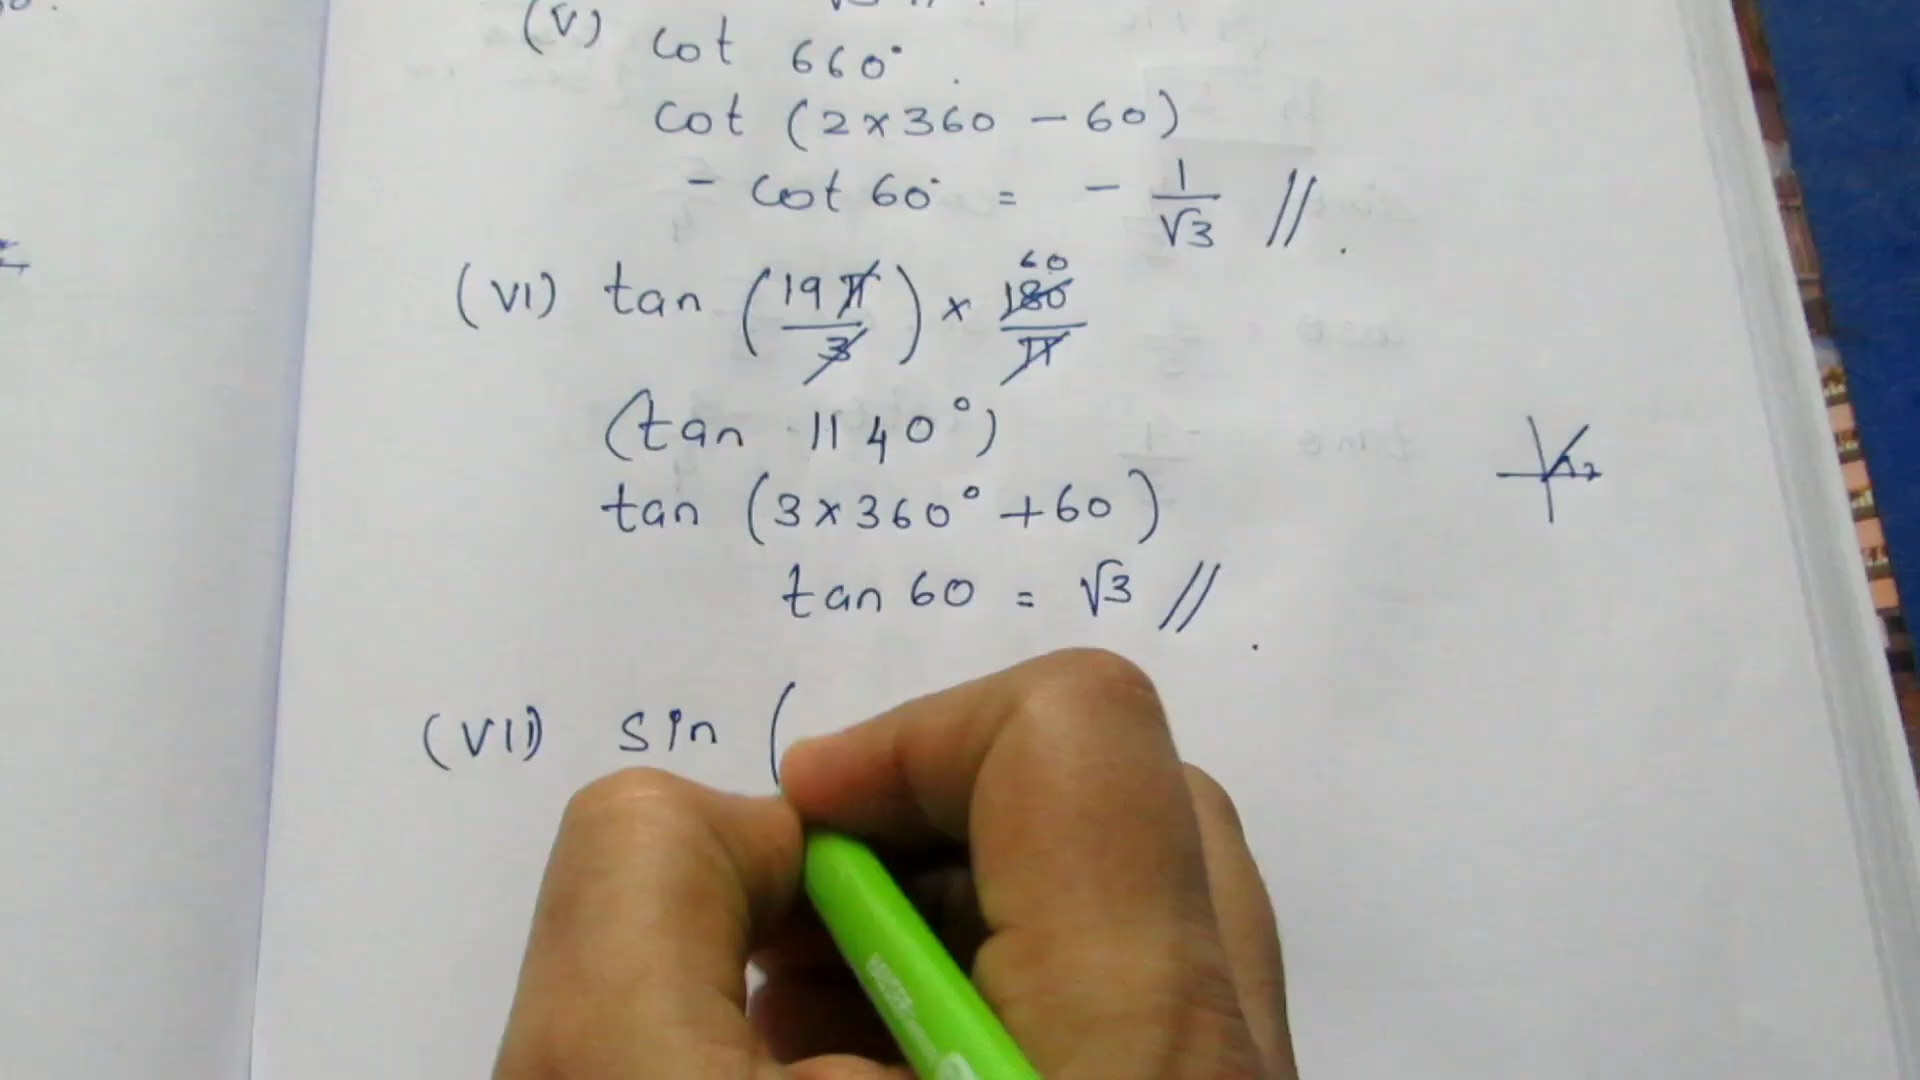 (V) cot 660°.
cot (2×360 - 60)
- cot 60° = - 1/√3 //.
(VI) tan (19π/3) × 180/π 60
(tan 1140°)
tan (3×360° +60)
tan 60 = √3 //.
(VII) sin (